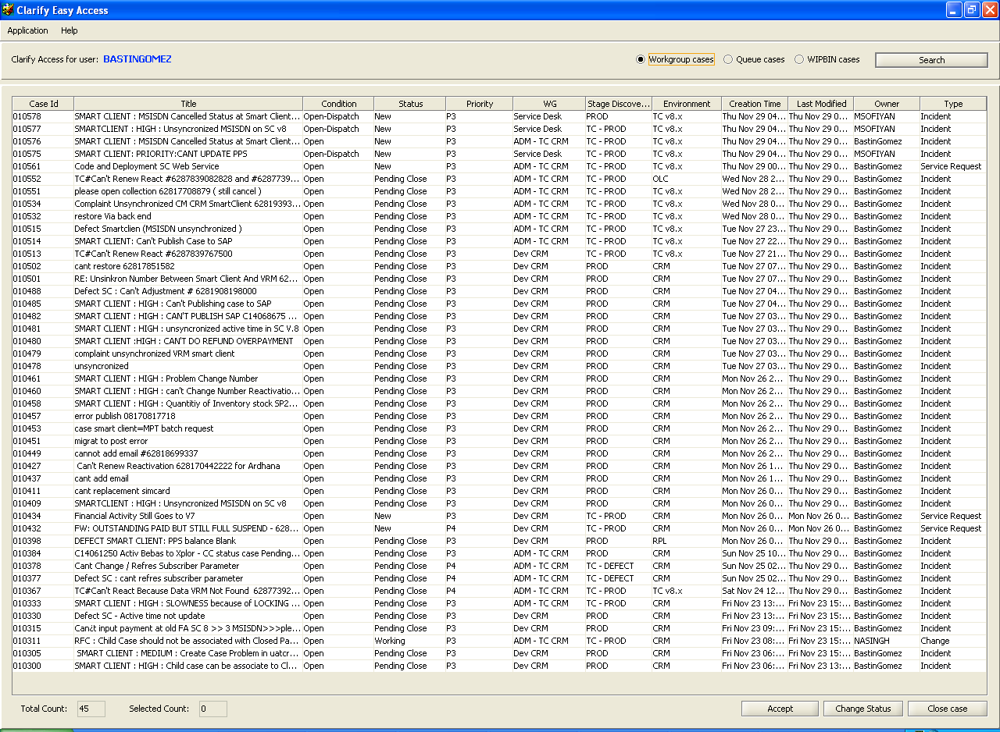 Clarify Easy Access
Application Help
Clarify Access for user: BASTINGOMEZ Workgroup cases Queue cases WIPBIN cases Search
Case Id Title Condition Status Priority WG Stage Discove... Environment Creation Time Last Modified Owner Type
010578 SMART CLIENT : MSISDN Cancelled Status at Smart Client... Open-Dispatch New P3 Service Desk PROD TC v8.x Thu Nov 29 04... Thu Nov 29 0... MSOFIYAN Incident
010577 SMARTCLIENT : HIGH : Unsyncronized MSISDN on SC v8 Open-Dispatch New P3 Service Desk TC - PROD TC v8.x Thu Nov 29 04... Thu Nov 29 0... MSOFIYAN Incident
010576 SMART CLIENT : MSISDN Cancelled Status at Smart Client... Open New P3 ADM - TC CRM TC - PROD TC v8.x Thu Nov 29 04... Thu Nov 29 0... BastinGomez Incident
010575 SMART CLIENT: PRIORITY:CANT UPDATE PPS Open-Dispatch New P3 Service Desk TC - PROD TC v8.x Thu Nov 29 04... Thu Nov 29 0... MSOFIYAN Incident
010561 Code and Deployment SC Web Service Open New P3 ADM - TC CRM TC - PROD TC v8.x Thu Nov 29 00... Thu Nov 29 0... BastinGomez Service Request
010552 TC#Can't Renew React #6287839082828 and #6287739... Open Pending Close P3 ADM - TC CRM TC - PROD OLC Wed Nov 28 2... Thu Nov 29 0... BastinGomez Incident
010551 please open collection 62817708879 ( still cancel ) Open Pending Close P3 ADM - TC CRM TC - PROD TC v8.x Wed Nov 28 2... Thu Nov 29 0... BastinGomez Incident
010534 Complaint Unsynchronized CM CRM SmartClient 62819393... Open Pending Close P3 ADM - TC CRM TC - PROD TC v8.x Wed Nov 28 0... Thu Nov 29 0... BastinGomez Incident
010532 restore Via back end Open Pending Close P3 ADM - TC CRM TC - PROD TC v8.x Wed Nov 28 0... Thu Nov 29 0... BastinGomez Incident
010515 Defect Smartclien (MSISDN unsynchronized ) Open Pending Close P3 ADM - TC CRM TC - PROD TC v8.x Tue Nov 27 23... Thu Nov 29 0... BastinGomez Incident
010514 SMART CLIENT: Can't Publish Case to SAP Open Pending Close P3 ADM - TC CRM TC - PROD TC v8.x Tue Nov 27 22... Thu Nov 29 0... BastinGomez Incident
010513 TC#Can't Renew React #6287839767500 Open Pending Close P3 Dev CRM TC - PROD TC v8.x Tue Nov 27 21... Thu Nov 29 0... BastinGomez Incident
010502 cant restore 62817851582 Open Pending Close P3 Dev CRM PROD CRM Tue Nov 27 07... Thu Nov 29 0... BastinGomez Incident
010501 RE: Unsinkron Number Between Smart Client And VRM 62... Open Pending Close P3 Dev CRM PROD CRM Tue Nov 27 07... Thu Nov 29 0... BastinGomez Incident
010488 Defect SC : Can't Adjustment # 6281908198000 Open Pending Close P3 Dev CRM PROD CRM Tue Nov 27 04... Thu Nov 29 0... BastinGomez Incident
010485 SMART CLIENT : HIGH : Can't Publishing case to SAP Open Pending Close P3 Dev CRM PROD CRM Tue Nov 27 04... Thu Nov 29 0... BastinGomez Incident
010482 SMART CLIENT : HIGH : CAN'T PUBLISH SAP C14068675 ... Open Pending Close P3 Dev CRM PROD CRM Tue Nov 27 03... Thu Nov 29 0... BastinGomez Incident
010481 SMART CLIENT : HIGH : unsyncronized active time in SC V.8 Open Pending Close P3 Dev CRM PROD CRM Tue Nov 27 03... Thu Nov 29 0... BastinGomez Incident
010480 SMART CLIENT :HIGH : CAN'T DO REFUND OVERPAYMENT Open Pending Close P3 Dev CRM PROD CRM Tue Nov 27 03... Thu Nov 29 0... BastinGomez Incident
010479 complaint unsynchronized VRM smart client Open Pending Close P3 Dev CRM PROD CRM Tue Nov 27 03... Thu Nov 29 0... BastinGomez Incident
010478 unsyncronized Open Pending Close P3 Dev CRM PROD CRM Tue Nov 27 03... Thu Nov 29 0... BastinGomez Incident
010461 SMART CLIENT : HIGH : Problem Change Number Open Pending Close P3 Dev CRM PROD CRM Mon Nov 26 2... Thu Nov 29 0... BastinGomez Incident
010460 SMART CLIENT : HIGH : can't Change Number Reactivatio... Open Pending Close P3 Dev CRM PROD CRM Mon Nov 26 2... Thu Nov 29 0... BastinGomez Incident
010458 SMART CLIENT : HIGH : Quantitiy of Inventory stock SP2... Open Pending Close P3 Dev CRM PROD CRM Mon Nov 26 2... Thu Nov 29 0... BastinGomez Incident
010457 error publish 08170817718 Open Pending Close P3 Dev CRM PROD CRM Mon Nov 26 2... Thu Nov 29 0... BastinGomez Incident
010453 case smart client=MPT batch request Open Pending Close P3 Dev CRM PROD CRM Mon Nov 26 2... Thu Nov 29 0... BastinGomez Incident
010451 migrat to post error Open Pending Close P3 Dev CRM PROD CRM Mon Nov 26 2... Thu Nov 29 0... BastinGomez Incident
010449 cannot add email #62818699337 Open Pending Close P3 Dev CRM PROD CRM Mon Nov 26 2... Thu Nov 29 0... BastinGomez Incident
010427 Can't Renew Reactivation 628170442222 for Ardhana Open Pending Close P3 Dev CRM PROD CRM Mon Nov 26 1... Thu Nov 29 0... BastinGomez Incident
010437 cant add email Open Pending Close P3 Dev CRM PROD CRM Mon Nov 26 1... Thu Nov 29 0... BastinGomez Incident
010411 cant replacement simcard Open Pending Close P3 Dev CRM PROD CRM Mon Nov 26 0... Thu Nov 29 0... BastinGomez Incident
010409 SMARTCLIENT : HIGH : Unsyncronized MSISDN on SC v8 Open Pending Close P3 Dev CRM PROD CRM Mon Nov 26 0... Thu Nov 29 0... BastinGomez Incident
010434 Financial Activity Still Goes to V7 Open New P3 Dev CRM TC - PROD CRM Mon Nov 26 0... Mon Nov 26 0... BastinGomez Service Request
010432 FW: OUTSTANDING PAID BUT STILL FULL SUSPEND - 628... Open New P4 Dev CRM TC - PROD CRM Mon Nov 26 0... Mon Nov 26 0... BastinGomez Service Request
010398 DEFECT SMART CLIENT: PPS balance Blank Open Pending Close P3 Dev CRM PROD RPL Mon Nov 26 0... Thu Nov 29 0... BastinGomez Incident
010384 C14061250 Activ Bebas to Xplor - CC status case Pending... Open Pending Close P3 ADM - TC CRM PROD CRM Sun Nov 25 10... Thu Nov 29 0... BastinGomez Incident
010378 Cant Change / Refres Subscriber Parameter Open Pending Close P4 ADM - TC CRM TC - DEFECT CRM Sun Nov 25 02... Thu Nov 29 0... BastinGomez Incident
010377 Defect SC : cant refres subscriber parameter Open Pending Close P4 ADM - TC CRM TC - DEFECT CRM Sun Nov 25 02... Thu Nov 29 0... BastinGomez Incident
010367 TC#Can't React Because Data VRM Not Found 62877392... Open Pending Close P4 ADM - TC CRM TC - PROD TC v8.x Sat Nov 24 12... Thu Nov 29 0... BastinGomez Incident
010333 SMART CLIENT : HIGH : SLOWNESS because of LOCKING ... Open Pending Close P3 ADM - TC CRM TC - PROD CRM Fri Nov 23 13:... Fri Nov 23 15:... BastinGomez Incident
010330 Defect SC - Active time not update Open Pending Close P3 Dev CRM PROD CRM Fri Nov 23 13:... Fri Nov 23 15:... BastinGomez Incident
010315 Can¿t input payment at old FA SC 8 >> 3 MSISDN>>>ple... Open Pending Close P3 Dev CRM PROD CRM Fri Nov 23 09:... Fri Nov 23 15:... BastinGomez Incident
010311 RFC : Child Case should not be associated with Closed Pa... Open Working P3 ADM - TC CRM TC - PROD CRM Fri Nov 23 08:... Fri Nov 23 15:... NASINGH Change
010305 SMART CLIENT : MEDIUM : Create Case Problem in uatcr... Open Pending Close P3 Dev CRM PROD CRM Fri Nov 23 06:... Fri Nov 23 15:... BastinGomez Incident
010300 SMART CLIENT : HIGH : Child case can be associate to Cl... Open Pending Close P3 Dev CRM PROD CRM Fri Nov 23 06:... Fri Nov 23 13:... BastinGomez Incident
Total Count: 45 Selected Count: 0 Accept Change Status Close case